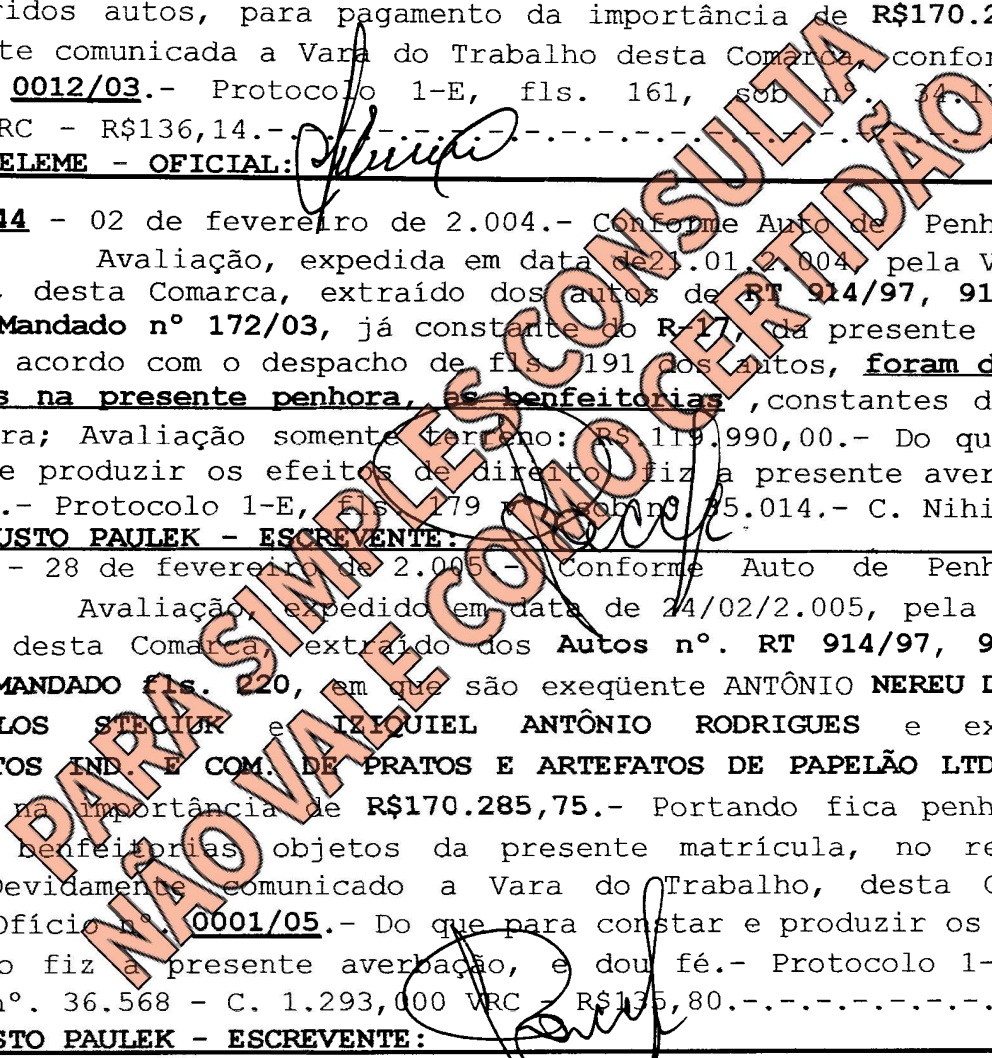 ridos autos, para pagamento da importância de R$170.2
te comunicada a Vara do Trabalho desta Comarca, confor
0012/03.- Protocolo 1-E, fls. 161, sob nº. 34.1
RC - R$136,14.-.-.-.-.-.-.-.-.-.-.-.-.-.-.-.-.-
ELEME - OFICIAL:
44 - 02 de fevereiro de 2.004.- Conforme Auto de Penh
Avaliação, expedida em data de21.01.2.004, pela V
desta Comarca, extraído dos autos de RT 914/97, 91
Mandado nº 172/03, já constante do R-17, da presente
acordo com o despacho de fls. 191 dos autos, foram d
s na presente penhora, as benfeitorias ,constantes d
ra; Avaliação somente terreno: R$.119.990,00.- Do qu
e produzir os efeitos de direito, fiz a presente aver
.- Protocolo 1-E, fls. 179 v, sob nº 35.014.- C. Nihi
USTO PAULEK - ESCREVENTE:
- 28 de fevereiro de 2.005 - Conforme Auto de Penh
Avaliação, expedido em data de 24/02/2.005, pela
desta Comarca, extraído dos Autos nº. RT 914/97, 9
MANDADO fls. 220, em que são exeqüente ANTÔNIO NEREU D
LOS STECIUK e IZIQUIEL ANTÔNIO RODRIGUES e ex
TOS IND. E COM. DE PRATOS E ARTEFATOS DE PAPELÃO LTD
na importância de R$170.285,75.- Portando fica penh
benfeitorias objetos da presente matrícula, no re
Devidamente comunicado a Vara do Trabalho, desta C
Ofício nº. 0001/05.- Do que para constar e produzir os
o fiz a presente averbação, e dou fé.- Protocolo 1-
nº. 36.568 - C. 1.293,000 VRC - R$135,80.-.-.-.-.-.-.
STO PAULEK - ESCREVENTE:
PARA SIMPLES CONSULTA
NÃO VALE COMO CERTIDÃO